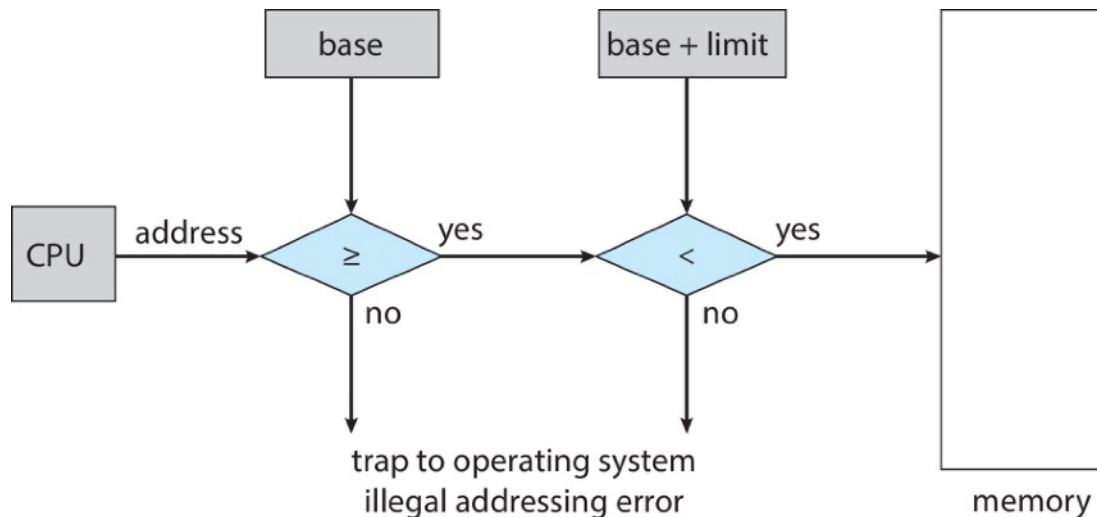 base
base + limit
CPU
address
≥
yes
<
yes
no
no
trap to operating system
illegal addressing error
memory